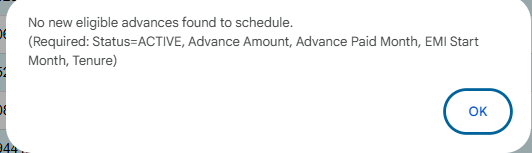 No new eligible advances found to schedule.
(Required: Status=ACTIVE, Advance Amount, Advance Paid Month, EMI Start
Month, Tenure)
OK